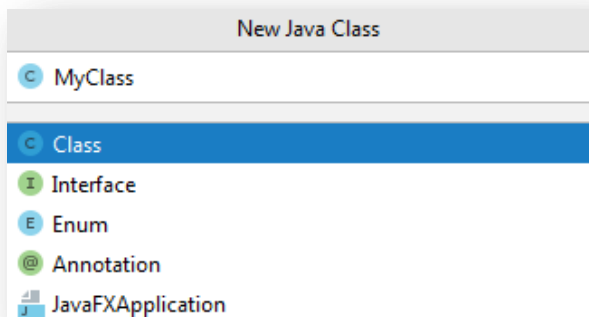 New Java Class
C MyClass
C Class
I Interface
E Enum
@ Annotation
J JavaFXApplication